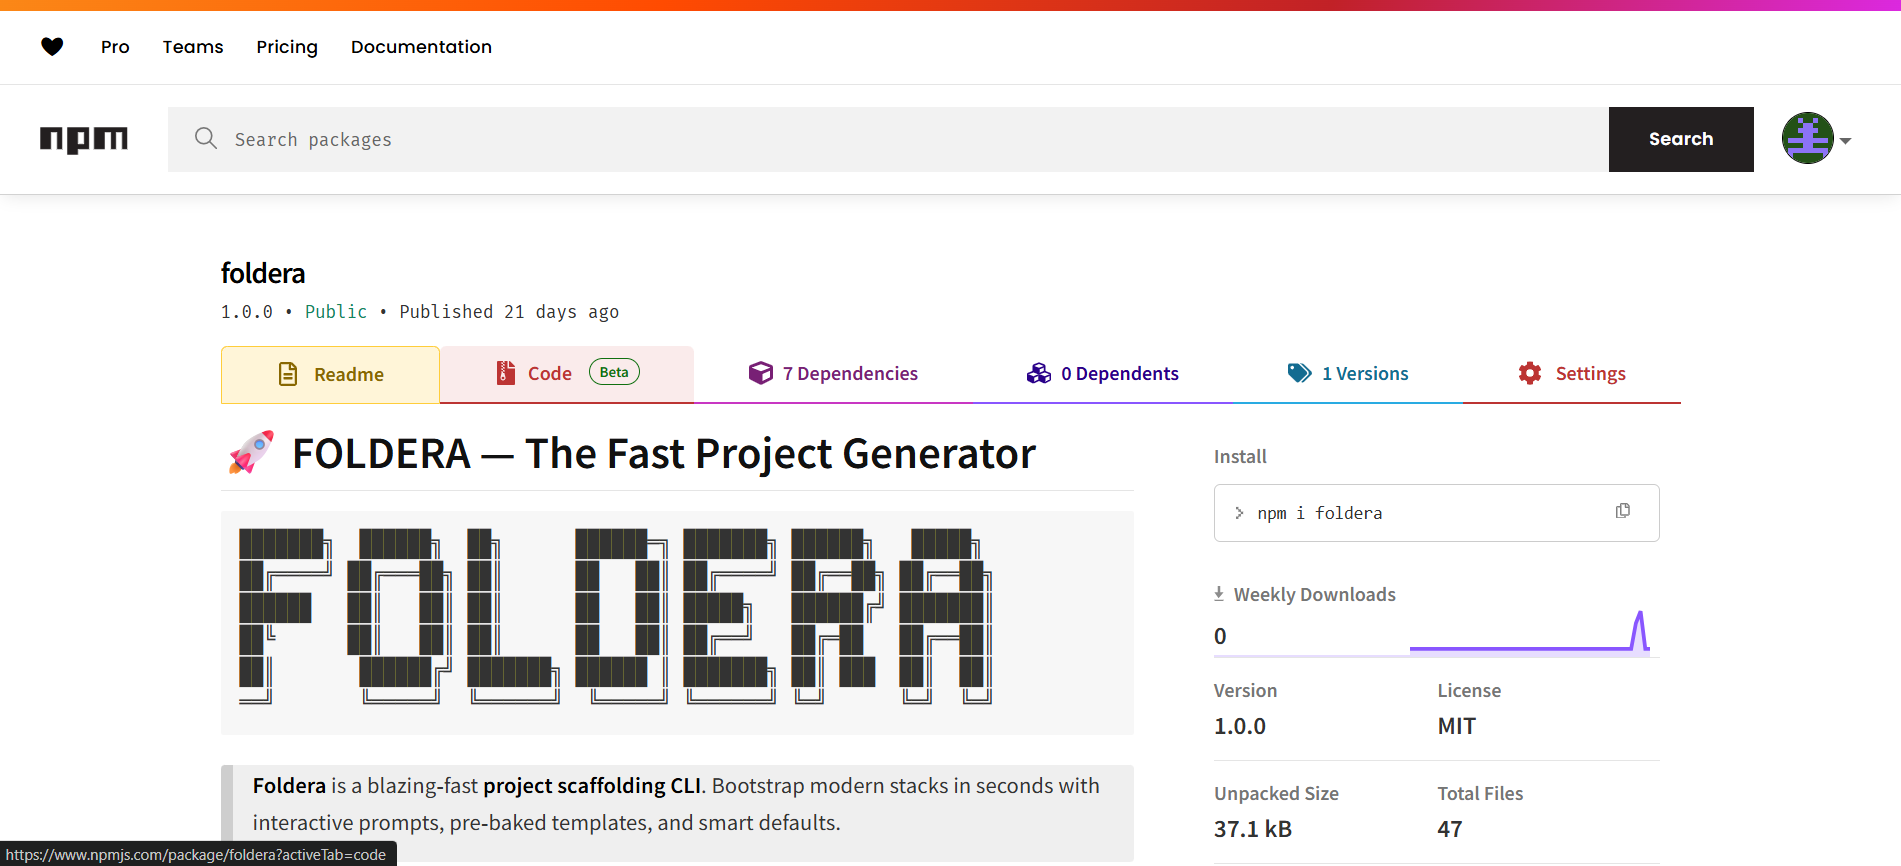 Pro Teams Pricing Documentation
npm Search packages Search
foldera
1.0.0 • Public • Published 21 days ago
Readme Code Beta 7 Dependencies 0 Dependents 1 Versions Settings
🚀 FOLDERA — The Fast Project Generator
FOLDERA
Foldera is a blazing-fast project scaffolding CLI. Bootstrap modern stacks in seconds with
interactive prompts, pre-baked templates, and smart defaults.
Install
> npm i foldera
Weekly Downloads
0
Version License
1.0.0 MIT
Unpacked Size Total Files
37.1 kB 47
https://www.npmjs.com/package/foldera?activeTab=code